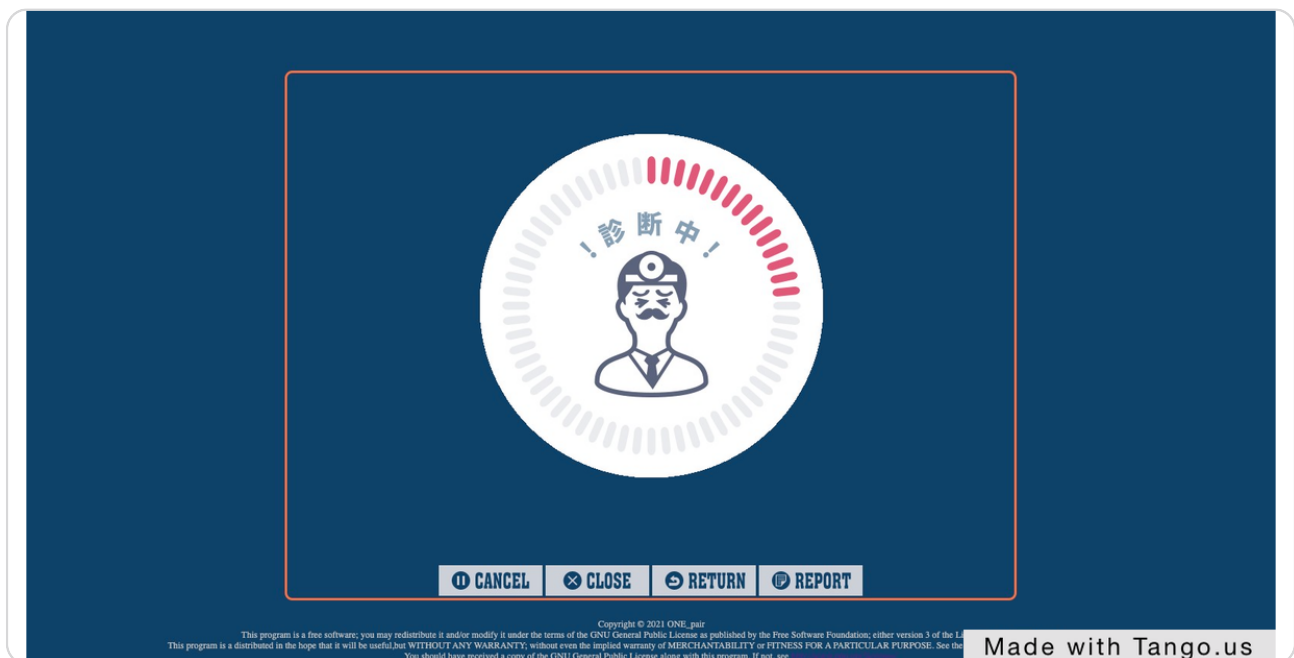 ！診断中！
CANCEL CLOSE RETURN REPORT
Copyright © 2021 ONE_pair
This program is a free software; you may redistribute it and/or modify it under the terms of the GNU General Public License as published by the Free Software Foundation; either version 3 of the
This program is a distributed in the hope that it will be useful,but WITHOUT ANY WARRANTY; without even the implied warranty of MERCHANTABILITY or FITNESS FOR A PARTICULAR PURPOSE. See the
You should have received a copy of the GNU General Public License along with this program. If not, see
Made with Tango.us